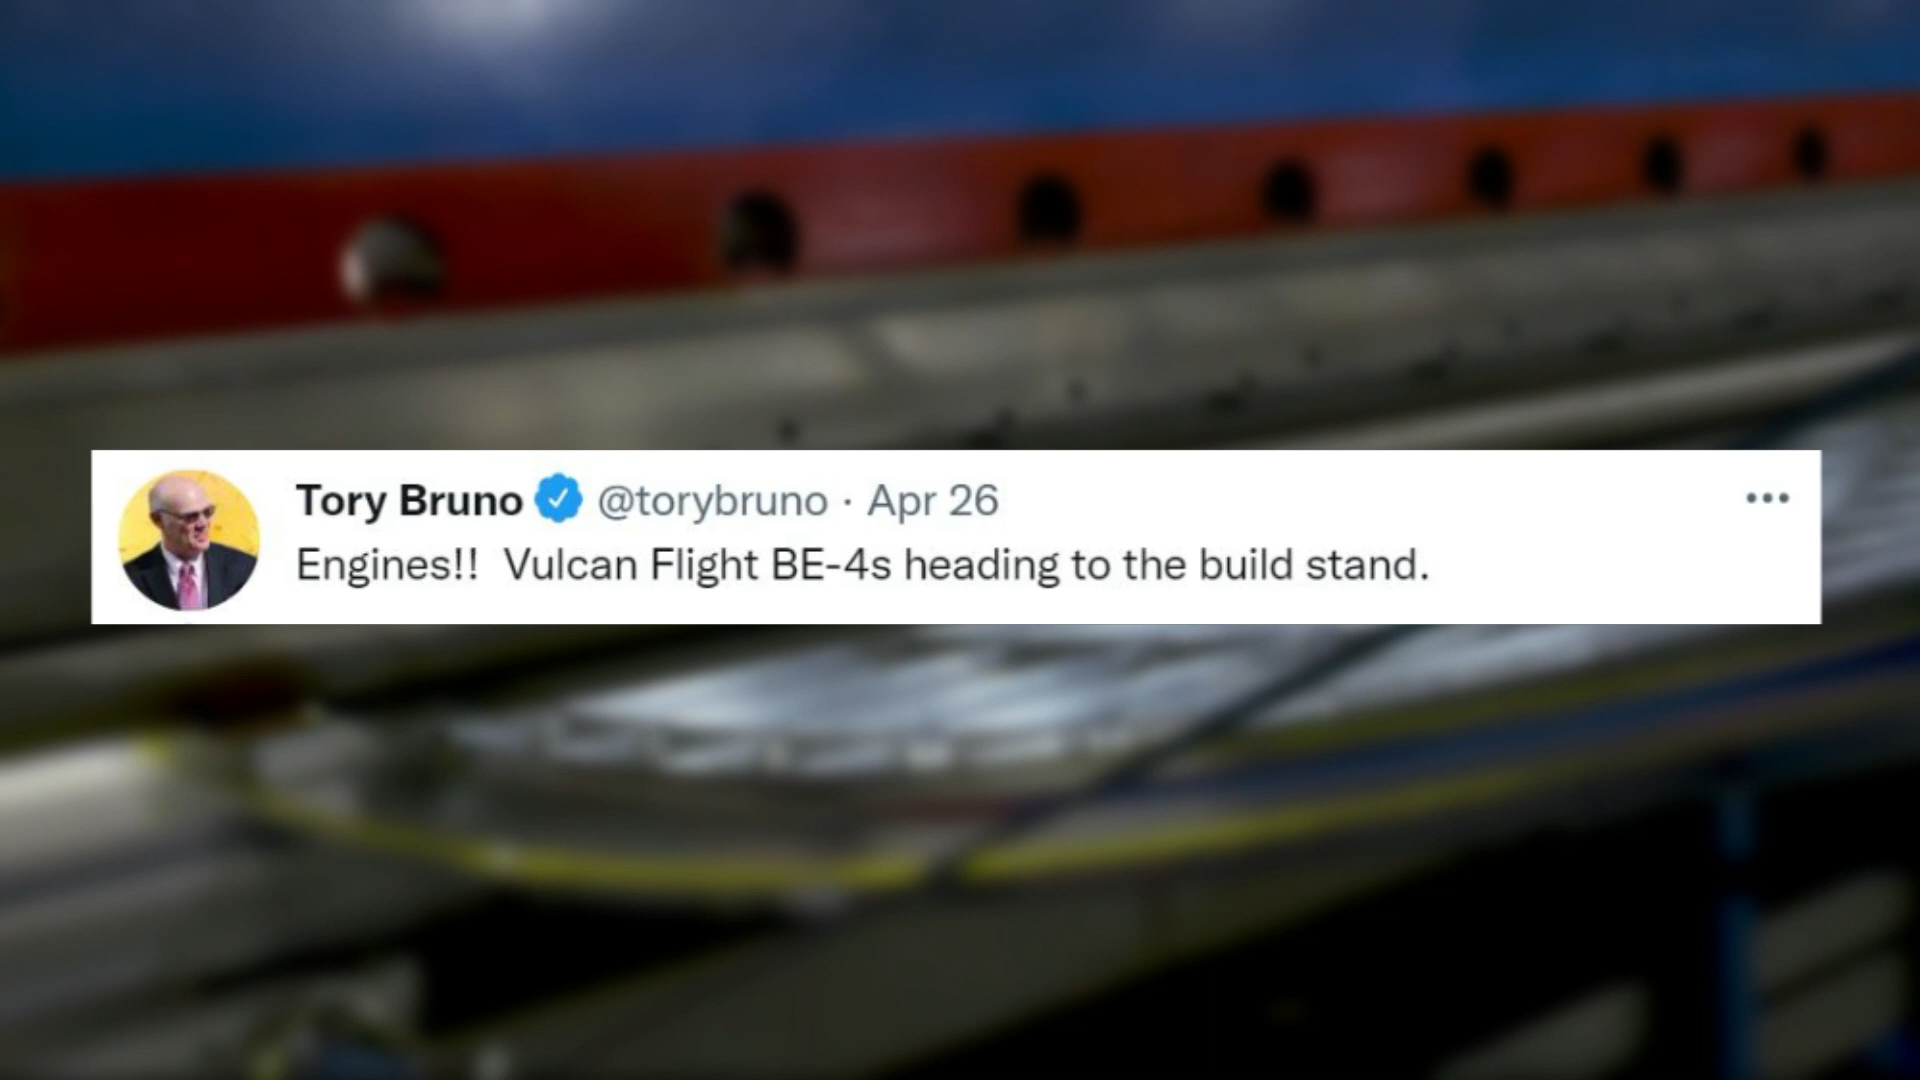 Tory Bruno @torybruno · Apr 26
Engines!!  Vulcan Flight BE-4s heading to the build stand.